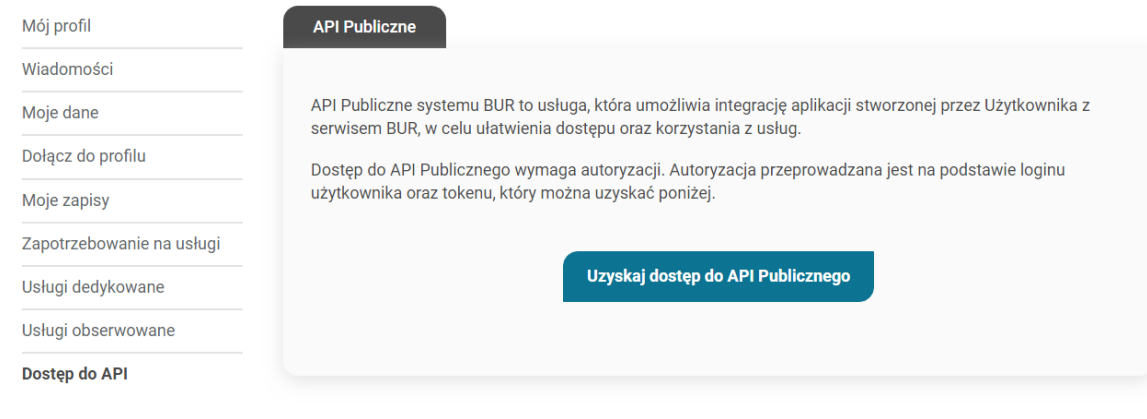 Mój profil
Wiadomości
Moje dane
Dołącz do profilu
Moje zapisy
Zapotrzebowanie na usługi
Usługi dedykowane
Usługi obserwowane
Dostęp do API
API Publiczne
API Publiczne systemu BUR to usługa, która umożliwia integrację aplikacji stworzonej przez Użytkownika z
serwisem BUR, w celu ułatwienia dostępu oraz korzystania z usług.
Dostęp do API Publicznego wymaga autoryzacji. Autoryzacja przeprowadzana jest na podstawie loginu
użytkownika oraz tokenu, który można uzyskać poniżej.
Uzyskaj dostęp do API Publicznego